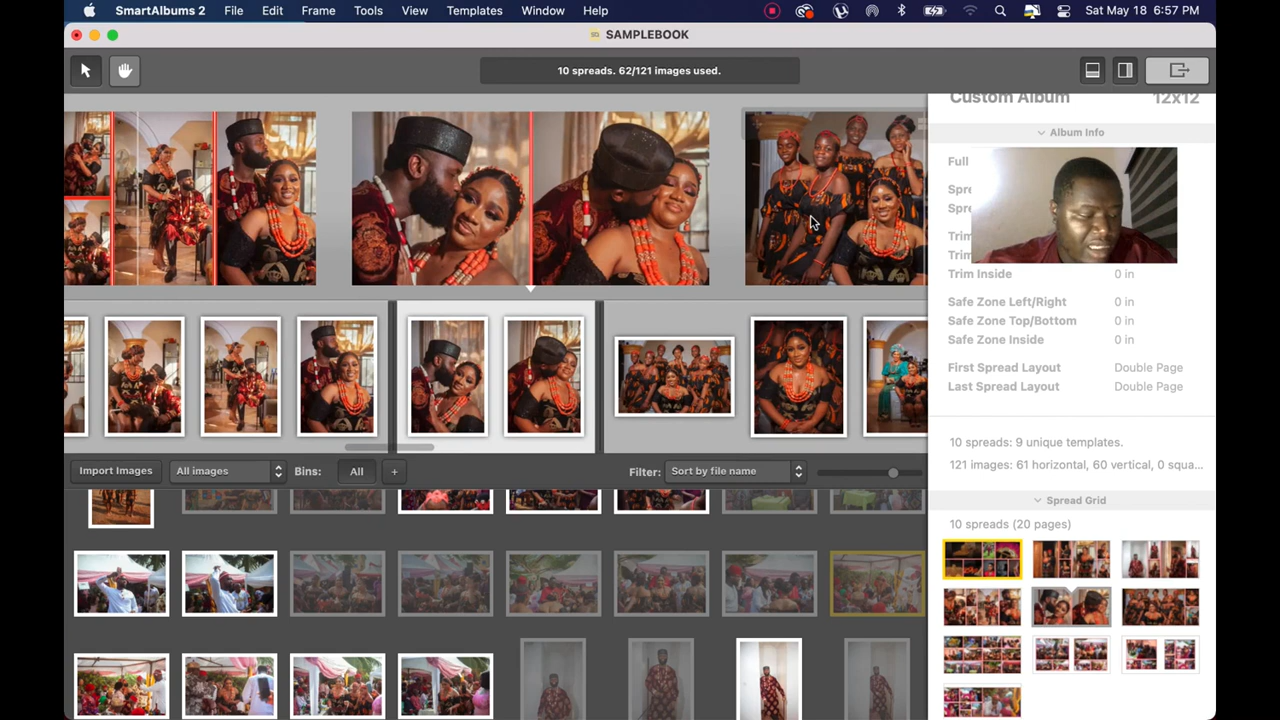 SmartAlbums 2 File Edit Frame Tools View Templates Window Help Sat May 18 6:57 PM
SAMPLEBOOK
10 spreads. 62/121 images used.
Custom Album 12x12
Album Info
Full
Spre
Spre
Trim
Trim
Trim Inside 0 in
Safe Zone Left/Right 0 in
Safe Zone Top/Bottom 0 in
Safe Zone Inside 0 in
First Spread Layout Double Page
Last Spread Layout Double Page
10 spreads: 9 unique templates.
121 images: 61 horizontal, 60 vertical, 0 squa...
Import Images All images Bins: All + Filter: Sort by file name
Spread Grid
10 spreads (20 pages)